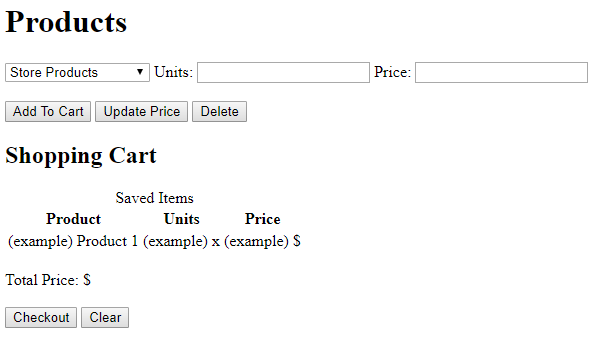 Products
Store Products Units: Price:
Add To Cart Update Price Delete
Shopping Cart
Saved Items
Product Units Price
(example) Product 1 (example) x (example) $
Total Price: $
Checkout Clear